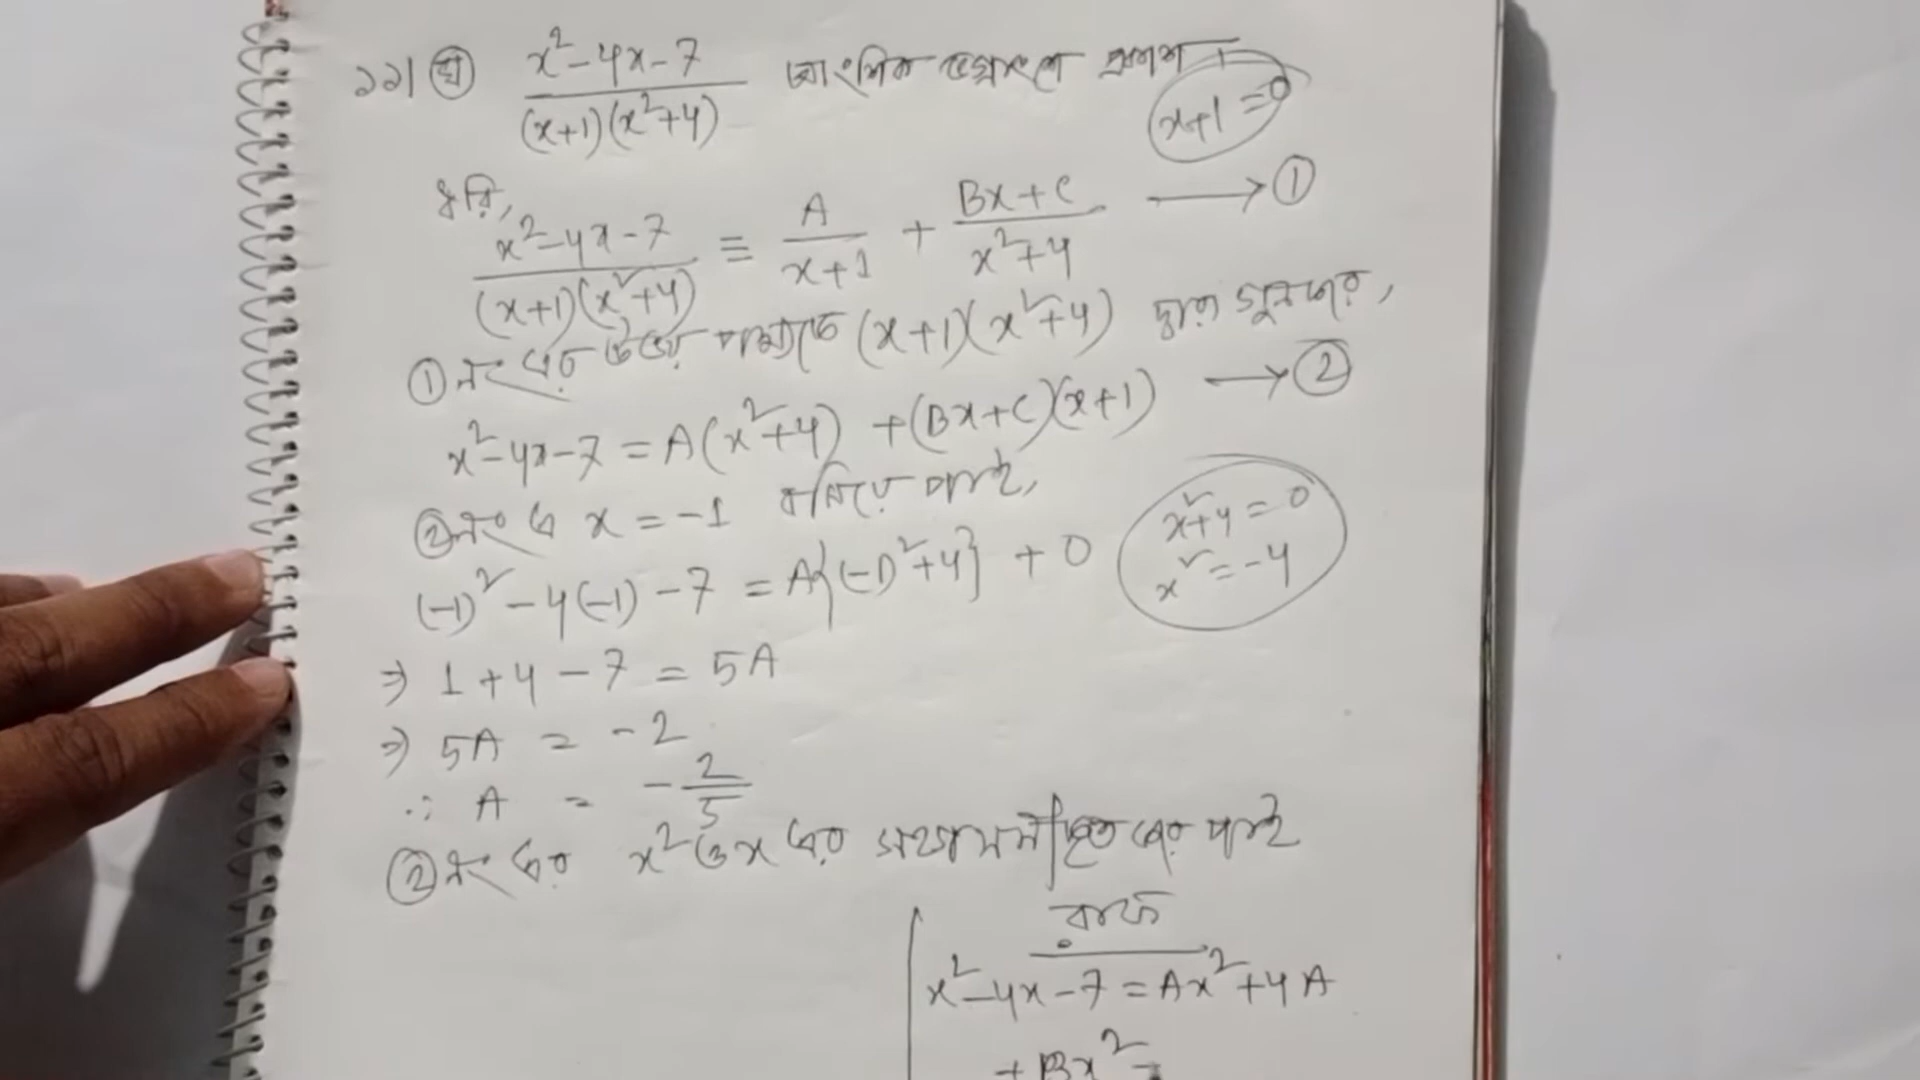 ১১। (ঘ) x²-4x-7 / (x+1)(x²+4) আংশিক ভগ্নাংশে প্রকাশ
x+1=0
ধরি,
x²-4x-7 / (x+1)(x²+4) ≡ A / x+1 + Bx+C / x²+4 ⟶ ①
① নং এর উভয় পক্ষকে (x+1)(x²+4) দ্বারা গুন করে,
x²-4x-7 = A(x²+4) + (Bx+C)(x+1) ⟶ ②
② নং এ x = -1 বসিয়ে পাই,
x²+4 = 0
x² = -4
(-1)² - 4(-1) - 7 = A{(-1)²+4} + 0
⇒ 1+4-7 = 5A
⇒ 5A = -2
∴ A = -2/5
② নং এর x² ও x এর সহগ সমীকৃত করে পাই
রাফ
x²-4x-7 = Ax²+4A
+ Bx²